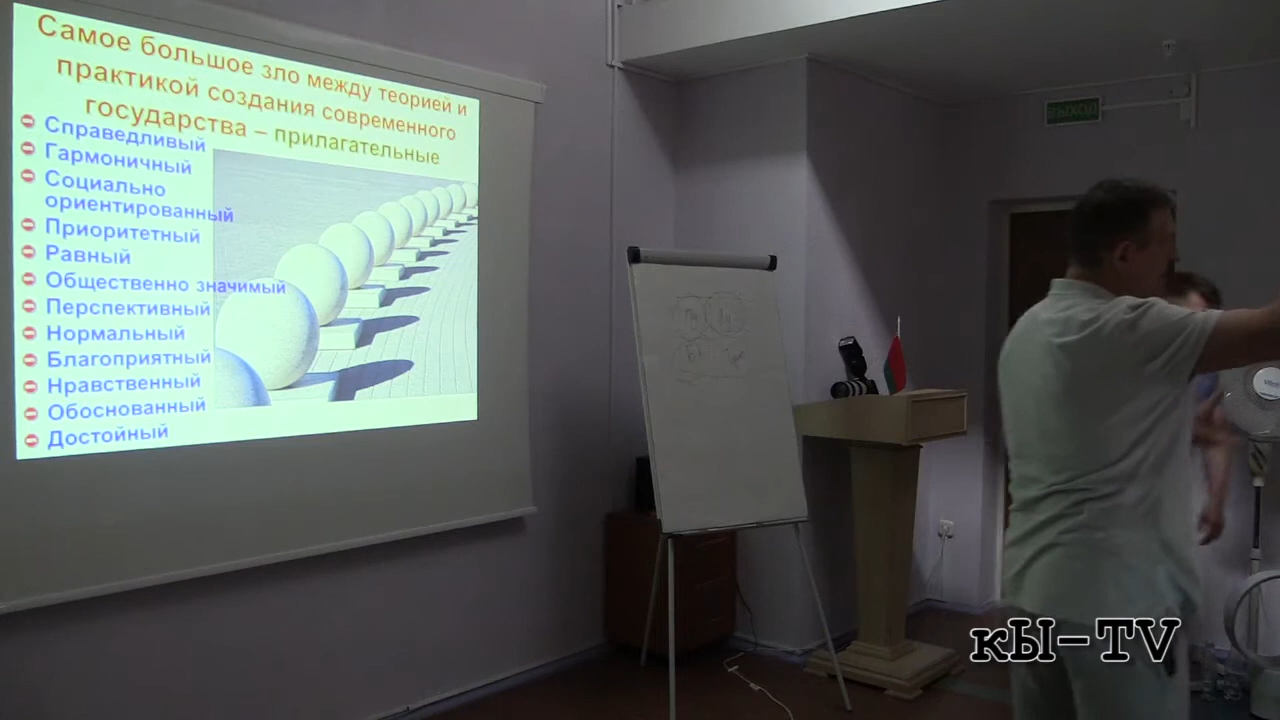 Самое большое зло между теорией и
практикой создания современного
государства – прилагательные
Справедливый
Гармоничный
Социально
ориентированный
Приоритетный
Равный
Общественно значимый
Перспективный
Нормальный
Благоприятный
Нравственный
Обоснованный
Достойный
ВЫХОД
кЫ-TV